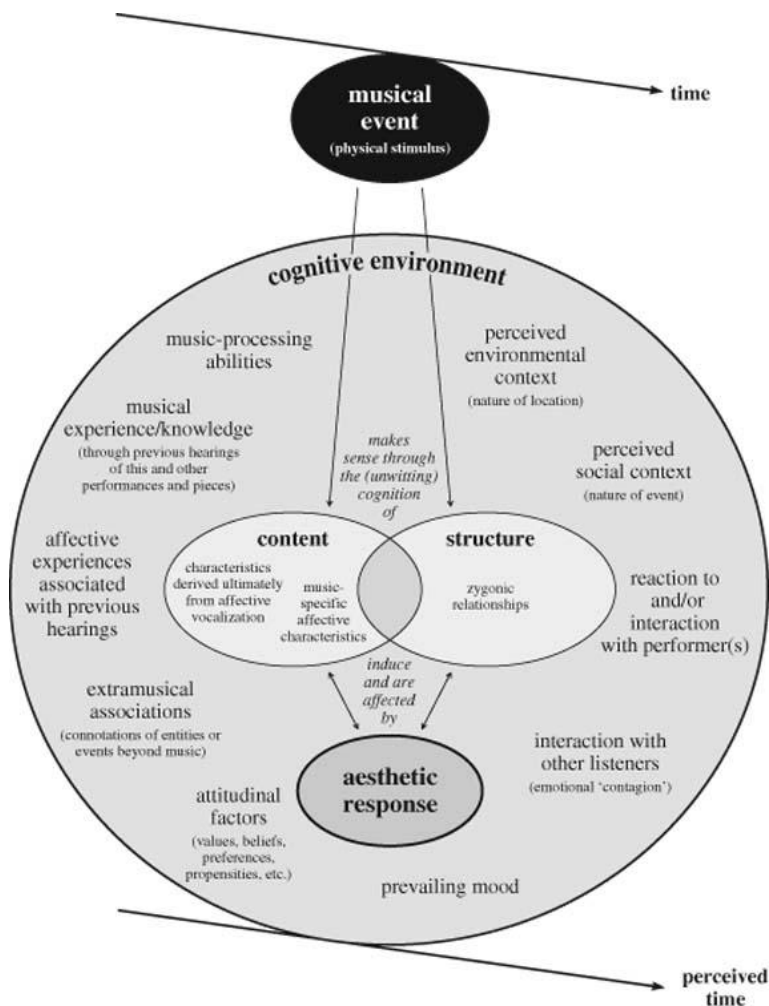 musical
event
(physical stimulus)
time
cognitive environment
music-processing
abilities
perceived
environmental
context
(nature of location)
musical
experience/knowledge
(through previous hearings
of this and other
performances and pieces)
makes
sense through
the (unwitting)
cognition
of
perceived
social context
(nature of event)
affective
experiences
associated
with previous
hearings
content
characteristics
derived ultimately
from affective
vocalization
music-
specific
affective
characteristics
structure
zygonic
relationships
reaction to
and/or
interaction
with performer(s)
induce
and are
affected
by
extramusical
associations
(connotations of entities or
events beyond music)
interaction with
other listeners
(emotional ‘contagion’)
aesthetic
response
attitudinal
factors
(values, beliefs,
preferences,
propensities, etc.)
prevailing mood
perceived
time